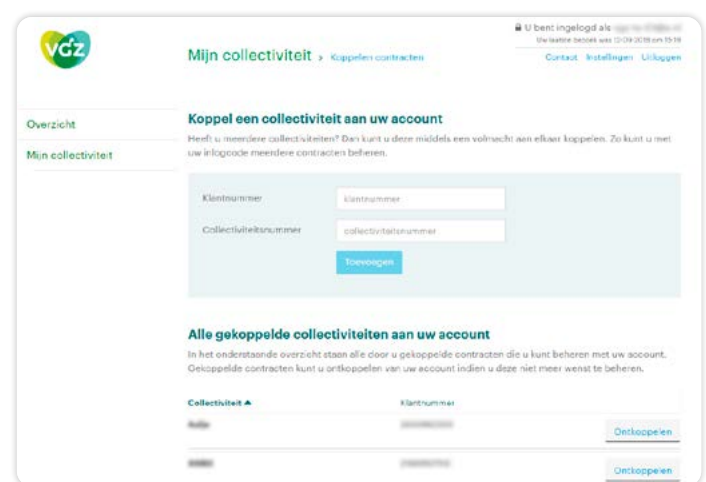 vGz
U bent ingelogd als
Uw laatste bezoek was 12-09-2018 om 15:16
Mijn collectiviteit › Koppelen contracten
Contact Instellingen Uitloggen
Overzicht
Mijn collectiviteit
Koppel een collectiviteit aan uw account
Heeft u meerdere collectiviteiten? Dan kunt u deze middels een volmacht aan elkaar koppelen. Zo kunt u met
uw inlogcode meerdere contracten beheren.
Klantnummer
klantnummer
Collectiviteitsnummer
collectiviteitsnummer
Toevoegen
Alle gekoppelde collectiviteiten aan uw account
In het onderstaande overzicht staan alle door u gekoppelde contracten die u kunt beheren met uw account.
Gekoppelde contracten kunt u ontkoppelen van uw account indien u deze niet meer wenst te beheren.
Collectiviteit ▲ Klantnummer
Ontkoppelen
Ontkoppelen